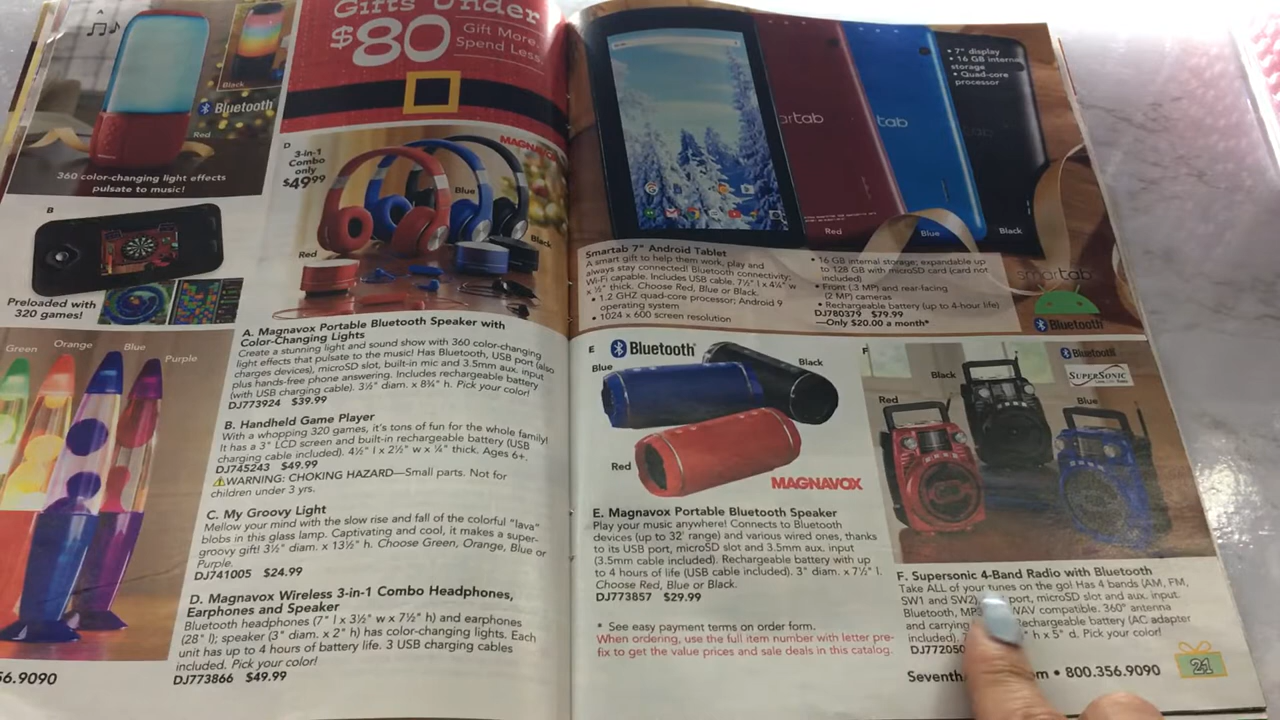 Gifts Under
$80
Gift More,
Spend Less.
Black
Bluetooth
Red
360 color-changing light effects
pulsate to music!
B
Preloaded with
320 games!
D
3-in-1
Combo
only
$49⁹⁹
Blue
Black
Red
Green
Orange
Blue
Purple
A. Magnavox Portable Bluetooth Speaker with
Color-Changing Lights
Create a stunning light and sound show with 360 color-changing
light effects that pulsate to the music! Has Bluetooth, USB port (also
charges devices), microSD slot, built-in mic and 3.5mm aux. input
plus hands-free phone answering. Includes rechargeable battery
(with USB charging cable). 3½" diam. x 8¾" h. Pick your color!
DJ773924 $39.99
B. Handheld Game Player
With a whopping 320 games, it's tons of fun for the whole family!
It has a 3" LCD screen and built-in rechargeable battery (USB
charging cable included). 4½" l x 2½" w x ¼" thick. Ages 6+.
DJ745243 $49.99
⚠WARNING: CHOKING HAZARD—Small parts. Not for
children under 3 yrs.
C. My Groovy Light
Mellow your mind with the slow rise and fall of the colorful "lava"
blobs in this glass lamp. Captivating and cool, it makes a super-
groovy gift! 3½" diam. x 13½" h. Choose Green, Orange, Blue or
Purple.
DJ741005 $24.99
D. Magnavox Wireless 3-in-1 Combo Headphones,
Earphones and Speaker
Bluetooth headphones (7" l x 3½" w x 7½" h) and earphones
(28" l); speaker (3" diam. x 2" h) has color-changing lights. Each
unit has up to 4 hours of battery life. 3 USB charging cables
included. Pick your color!
DJ773866 $49.99
6.9090
• 7" display
• 16 GB internal
storage
• Quad-core
processor
artab
tab
Red
Blue
Black
Smartab 7" Android Tablet
A smart gift to help them work, play and
always stay connected! Bluetooth connectivity;
Wi-Fi capable. Includes USB cable. 7½" l x 4¼" w
x ½" thick. Choose Red, Blue or Black.
• 1.2 GHZ quad-core processor; Android 9
operating system
• 1024 x 600 screen resolution
• 16 GB internal storage; expandable up
to 128 GB with microSD card (card not
included)
• Front (.3 MP) and rear-facing
(2 MP) cameras
• Rechargeable battery (up to 4-hour life)
DJ780379 $79.99
—Only $20.00 a month*
smartab
Bluetooth
E
Bluetooth
Blue
Black
Red
MAGNAVOX
E. Magnavox Portable Bluetooth Speaker
Play your music anywhere! Connects to Bluetooth
devices (up to 32' range) and various wired ones, thanks
to its USB port, microSD slot and 3.5mm aux. input
(3.5mm cable included). Rechargeable battery with up
to 4 hours of life (USB cable included). 3" diam. x 7½" l.
Choose Red, Blue or Black.
DJ773857 $29.99
* See easy payment terms on order form.
When ordering, use the full item number with letter pre-
fix to get the value prices and sale deals in this catalog.
F
Bluetooth
SUPERSONIC
Black
Red
Blue
F. Supersonic 4-Band Radio with Bluetooth
Take ALL of your tunes on the go! Has 4 bands (AM, FM,
SW1 and SW2), port, microSD slot and aux. input.
Bluetooth, WAV compatible. 360° antenna
and carrying Rechargeable battery (AC adapter
included). h x 5" d. Pick your color!
DJ772050
Seventh om • 800.356.9090
21